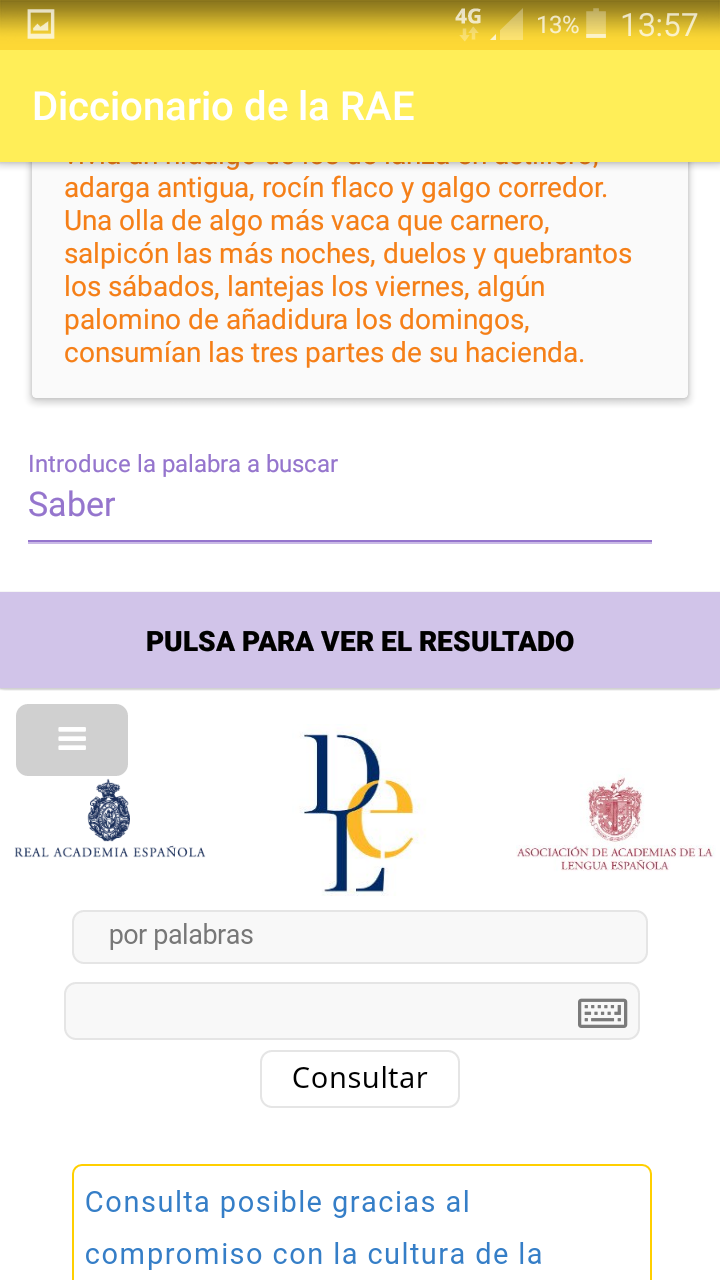 4G 13% 13:57
Diccionario de la RAE
adarga antigua, rocín flaco y galgo corredor.
Una olla de algo más vaca que carnero,
salpicón las más noches, duelos y quebrantos
los sábados, lantejas los viernes, algún
palomino de añadidura los domingos,
consumían las tres partes de su hacienda.
Introduce la palabra a buscar
Saber
PULSA PARA VER EL RESULTADO
DLe
REAL ACADEMIA ESPAÑOLA
ASOCIACIÓN DE ACADEMIAS DE LA
LENGUA ESPAÑOLA
por palabras
Consultar
Consulta posible gracias al
compromiso con la cultura de la